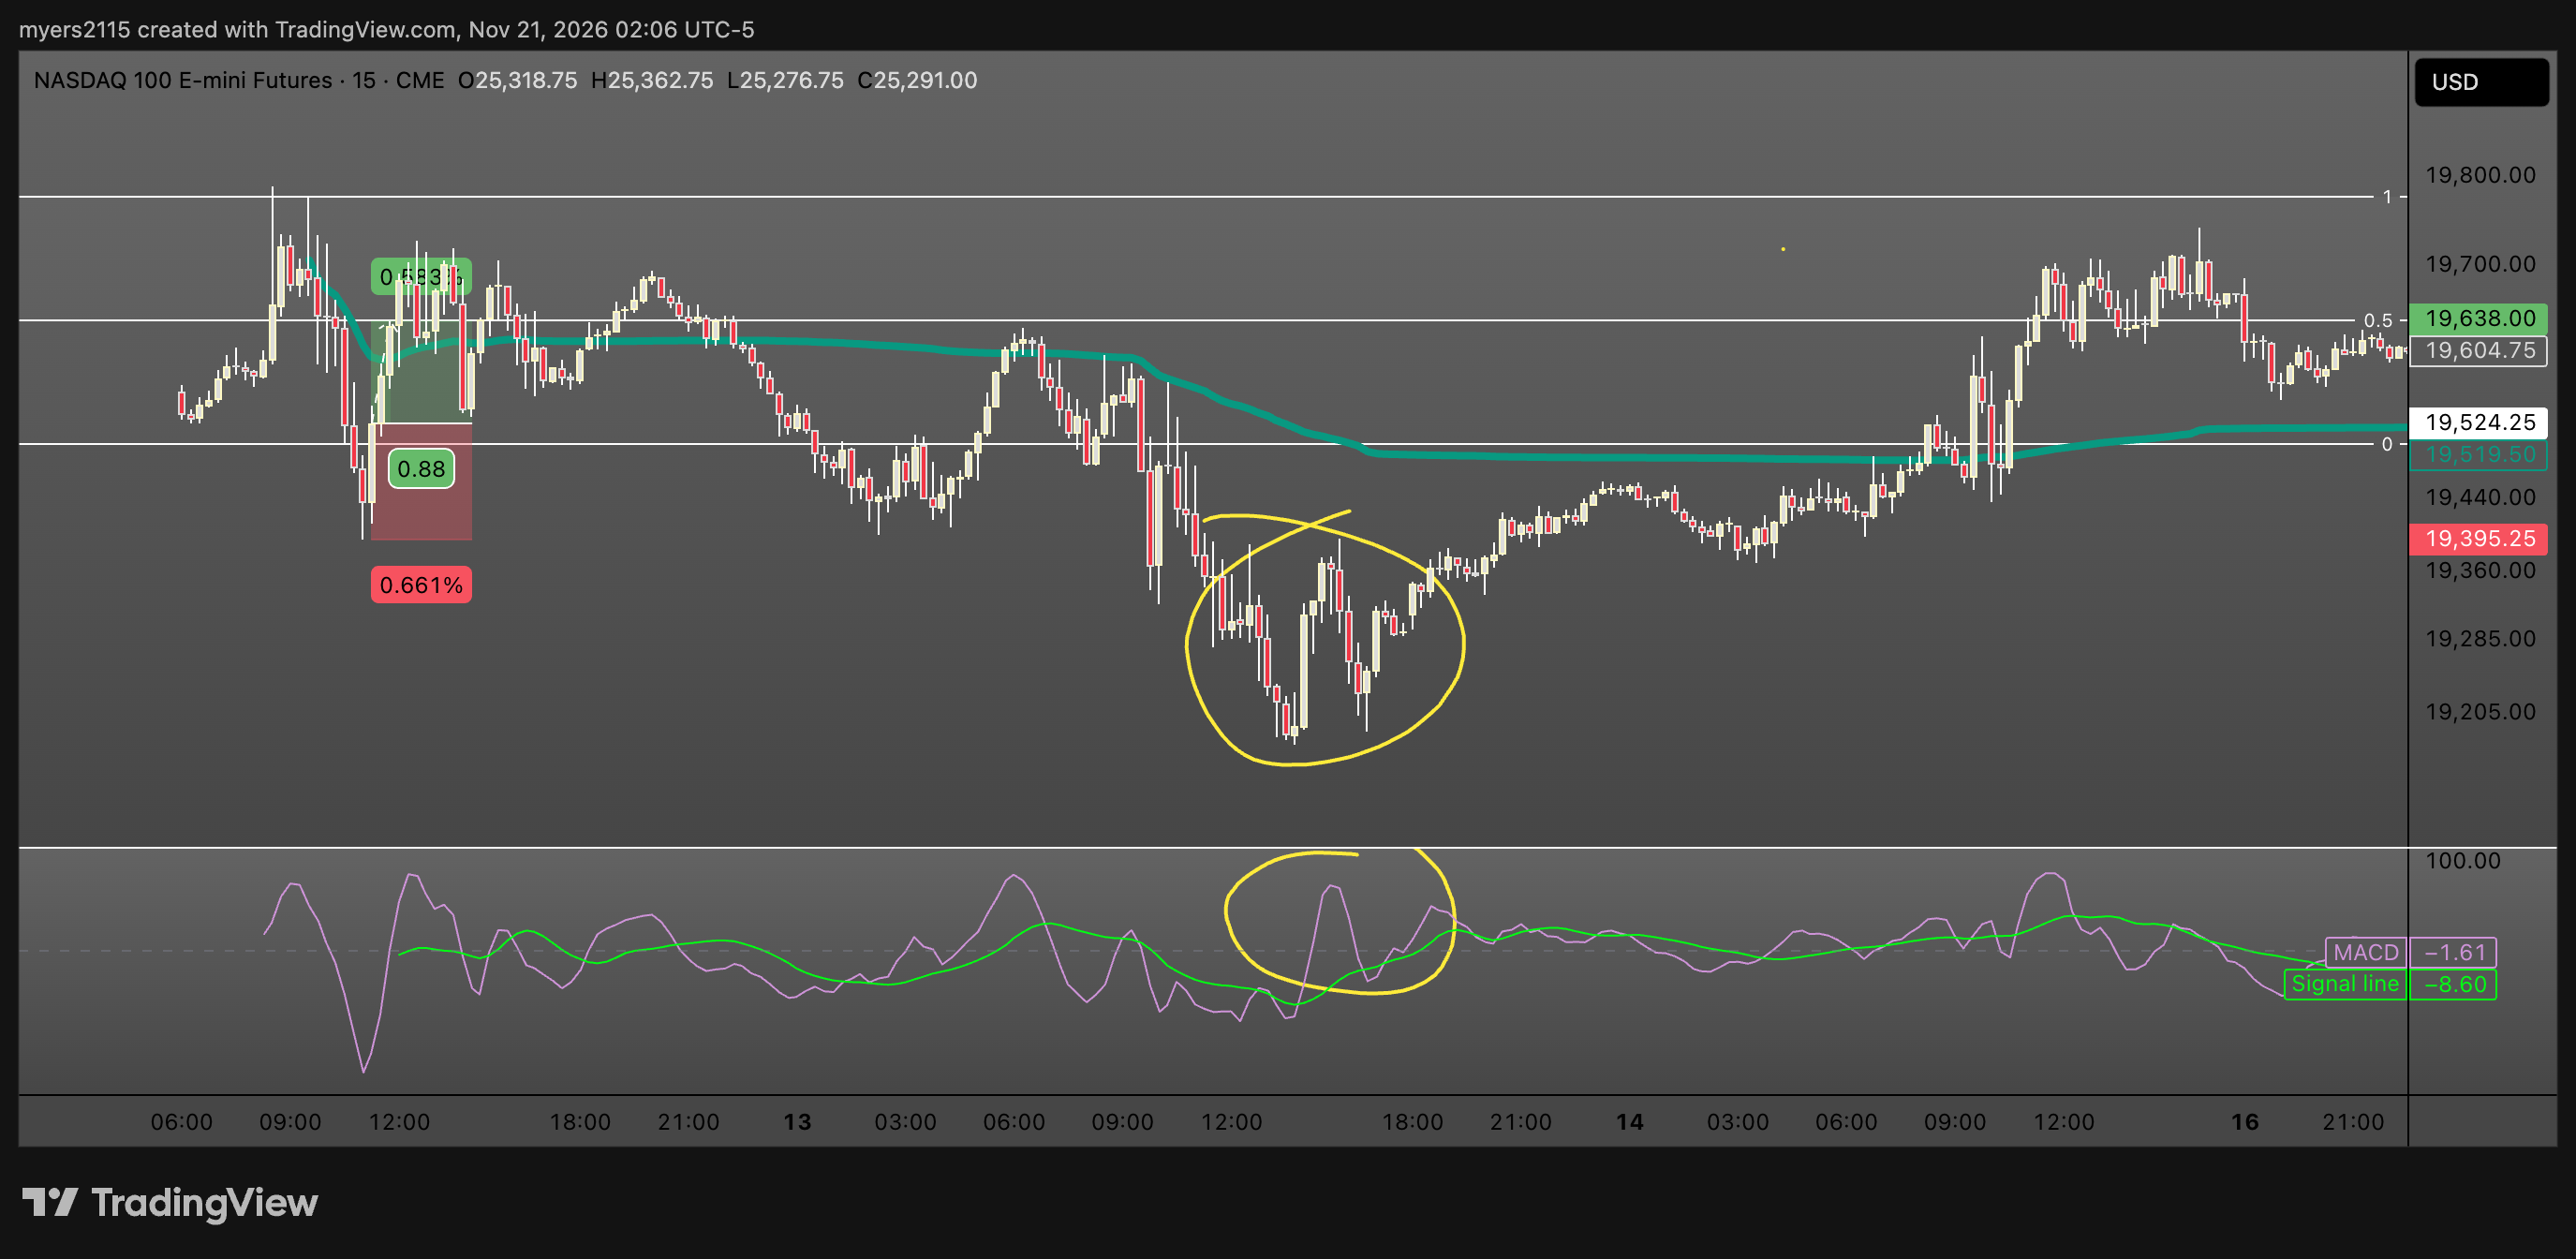 myers2115 created with TradingView.com, Nov 21, 2026 02:06 UTC-5
NASDAQ 100 E-mini Futures · 15 · CME O25,318.75 H25,362.75 L25,276.75 C25,291.00
USD
19,800.00
1
19,700.00
0.583%
19,638.00
0.5
19,604.75
19,524.25
0
19,519.50
0.88
19,440.00
19,395.25
19,360.00
0.661%
19,285.00
19,205.00
100.00
MACD −1.61
Signal line −8.60
06:00 09:00 12:00 18:00 21:00 13 03:00 06:00 09:00 12:00 18:00 21:00 14 03:00 06:00 09:00 12:00 16 21:00
TradingView